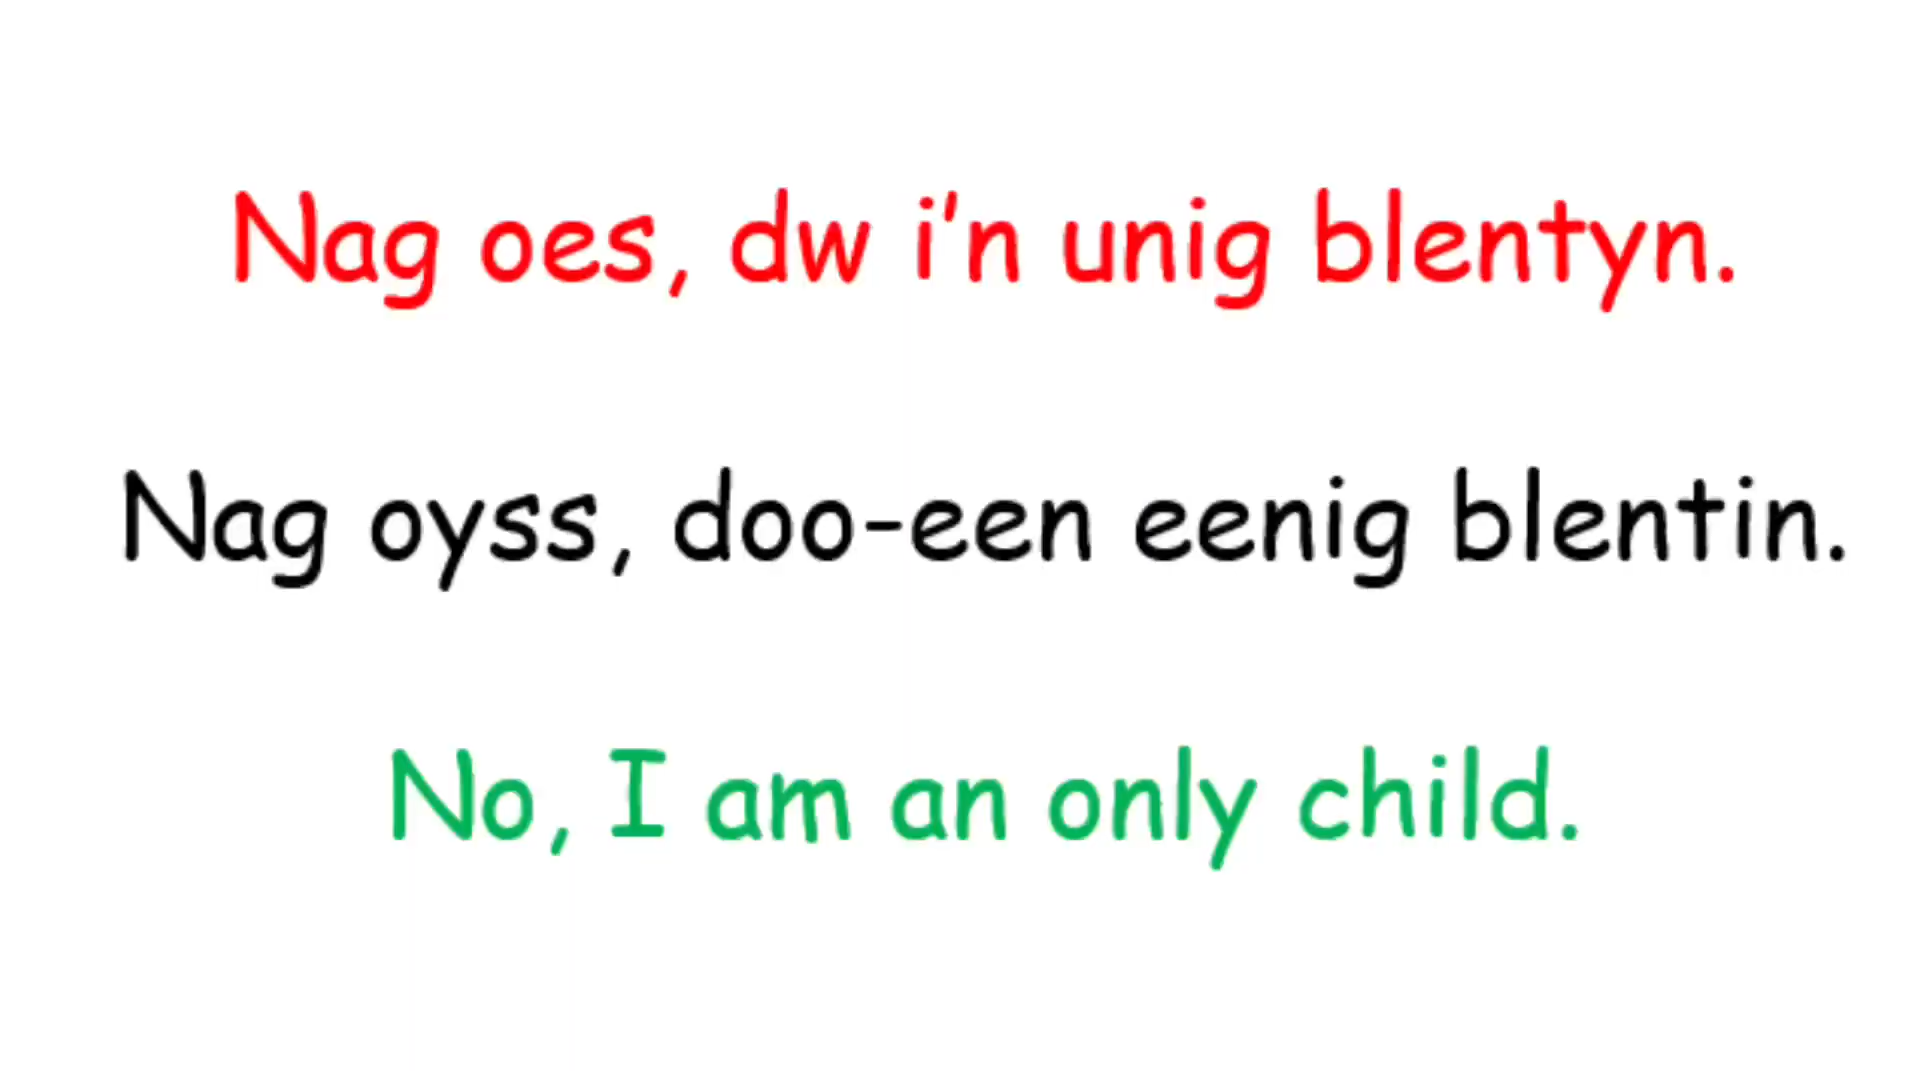 Nag oes, dw i'n unig blentyn.
Nag oyss, doo-een eenig blentin.
No, I am an only child.